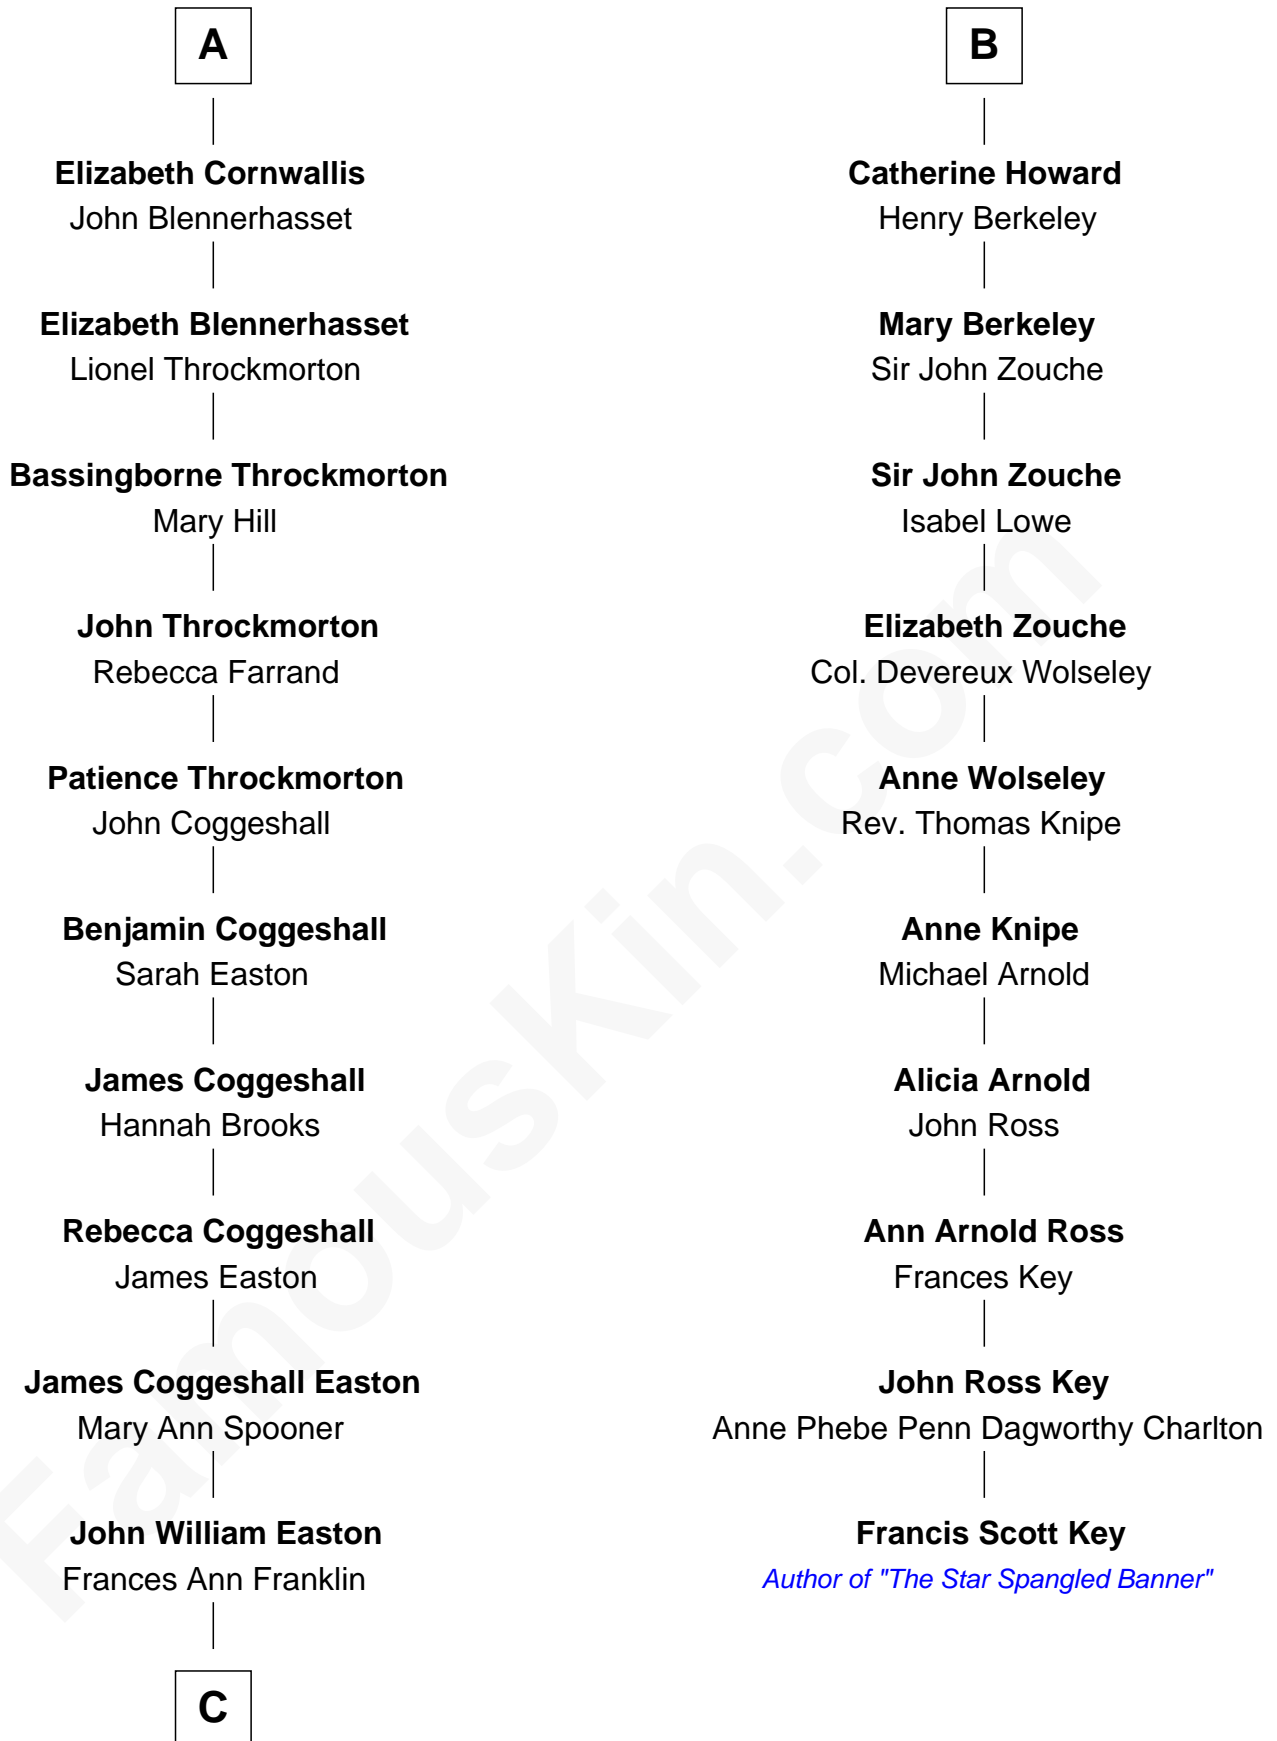 A
Elizabeth Cornwallis
John Blennerhasset
Elizabeth Blennerhasset
Lionel Throckmorton
Bassingborne Throckmorton
Mary Hill
John Throckmorton
Rebecca Farrand
Patience Throckmorton
John Coggeshall
Benjamin Coggeshall
Sarah Easton
James Coggeshall
Hannah Brooks
Rebecca Coggeshall
James Easton
James Coggeshall Easton
Mary Ann Spooner
John William Easton
Frances Ann Franklin
C
B
Catherine Howard
Henry Berkeley
Mary Berkeley
Sir John Zouche
Sir John Zouche
Isabel Lowe
Elizabeth Zouche
Col. Devereux Wolseley
Anne Wolseley
Rev. Thomas Knipe
Anne Knipe
Michael Arnold
Alicia Arnold
John Ross
Ann Arnold Ross
Frances Key
John Ross Key
Anne Phebe Penn Dagworthy Charlton
Francis Scott Key
Author of "The Star Spangled Banner"
FamousKin.com